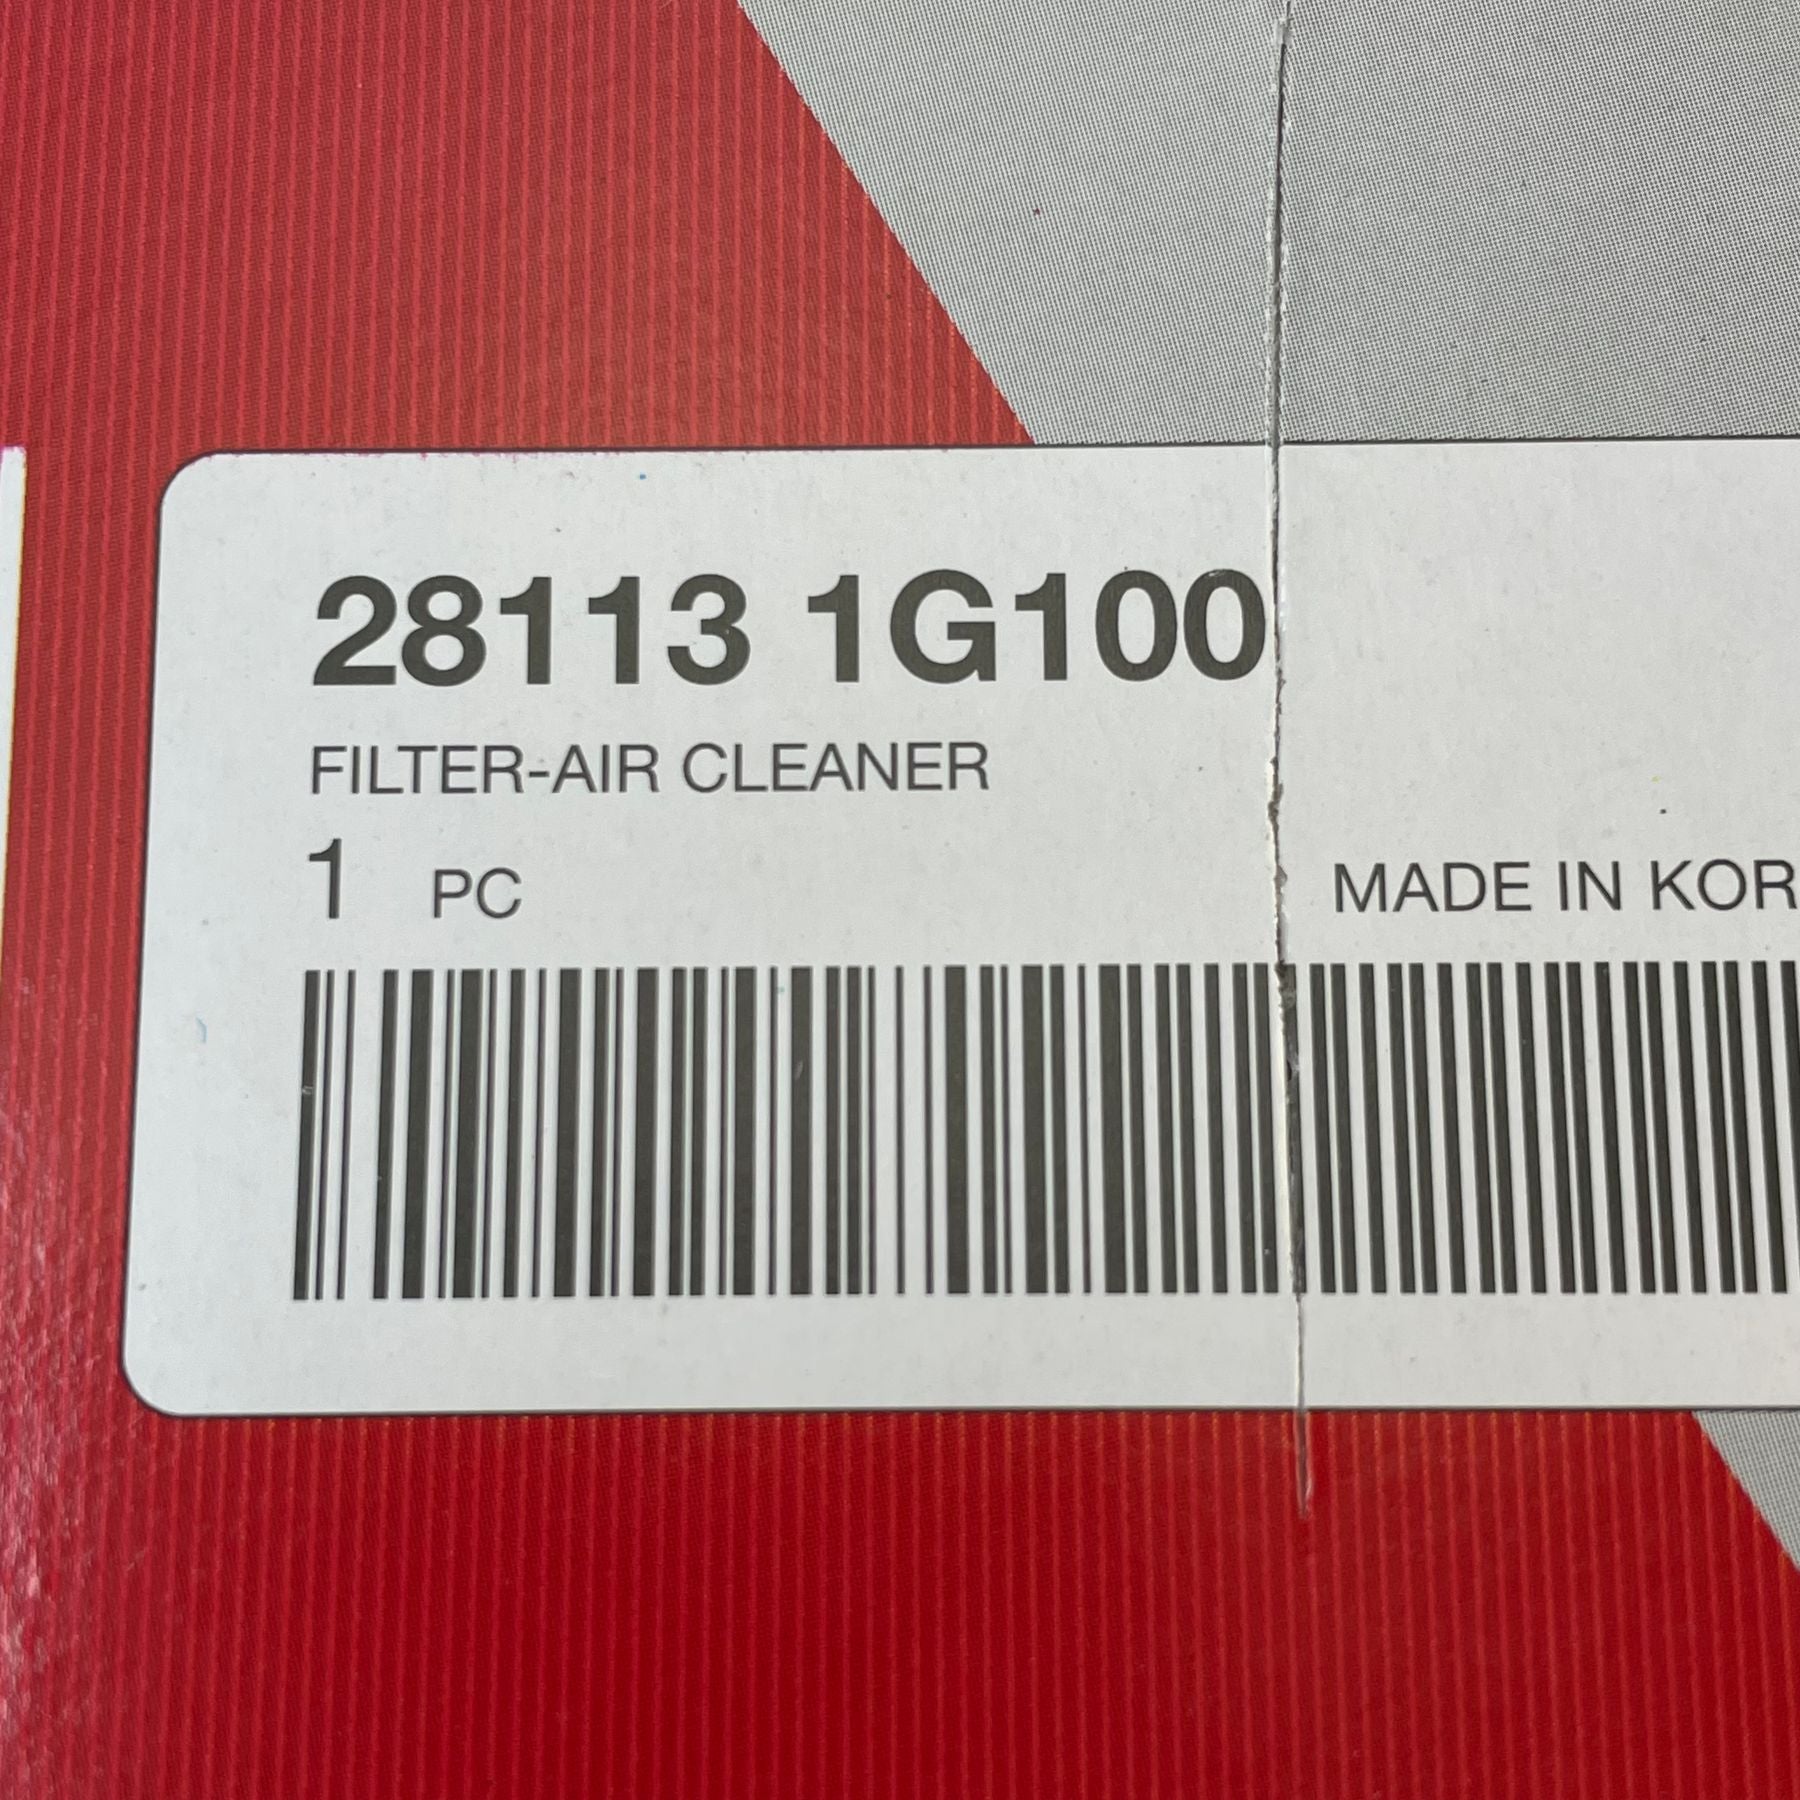 28113 1G100
FILTER-AIR CLEANER
1 PC
MADE IN KOR